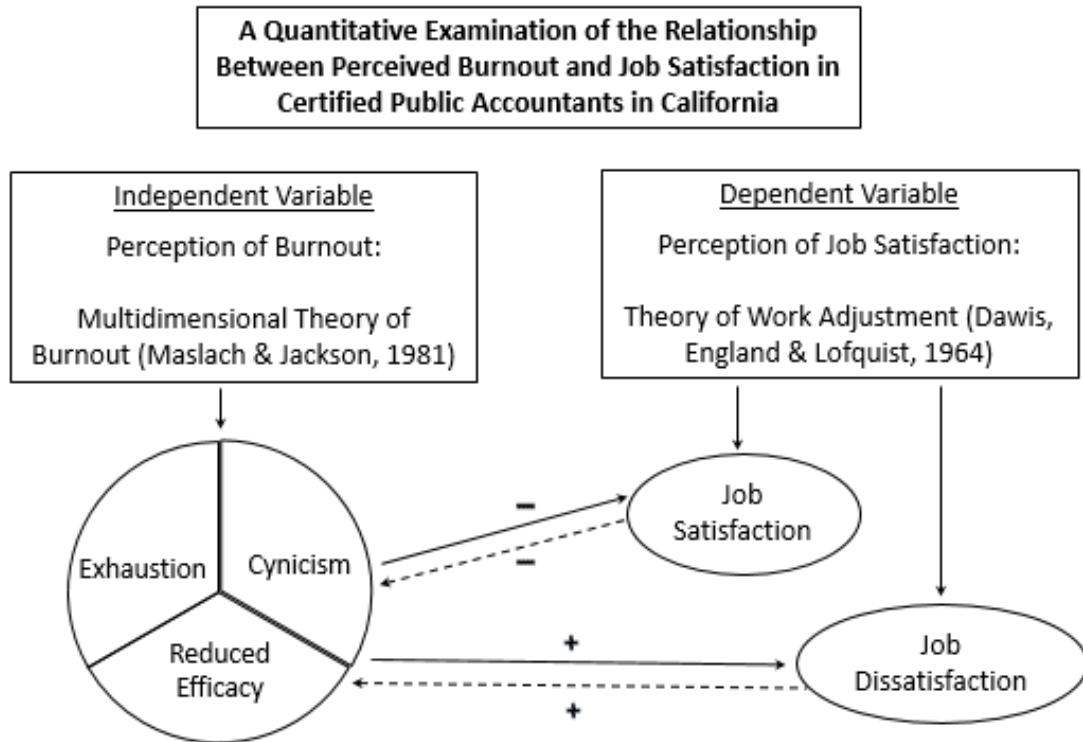 A Quantitative Examination of the Relationship
Between Perceived Burnout and Job Satisfaction in
Certified Public Accountants in California
Independent Variable
Perception of Burnout:
Multidimensional Theory of
Burnout (Maslach & Jackson, 1981)
Dependent Variable
Perception of Job Satisfaction:
Theory of Work Adjustment (Dawis,
England & Lofquist, 1964)
Exhaustion
Cynicism
Reduced
Efficacy
–
–
Job
Satisfaction
+
+
Job
Dissatisfaction